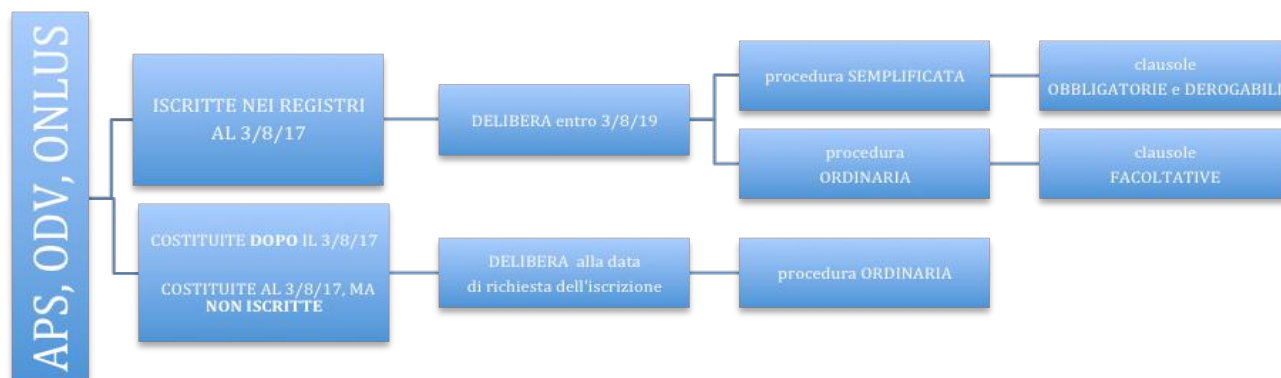 APS, ODV, ONLUS
ISCRITTE NEI REGISTRI
AL 3/8/17
DELIBERA entro 3/8/19
procedura SEMPLIFICATA
clausole
OBBLIGATORIE e DEROGABILI
procedura
ORDINARIA
clausole
FACOLTATIVE
COSTITUITE DOPO IL 3/8/17
COSTITUITE AL 3/8/17, MA
NON ISCRITTE
DELIBERA alla data
di richiesta dell'iscrizione
procedura ORDINARIA